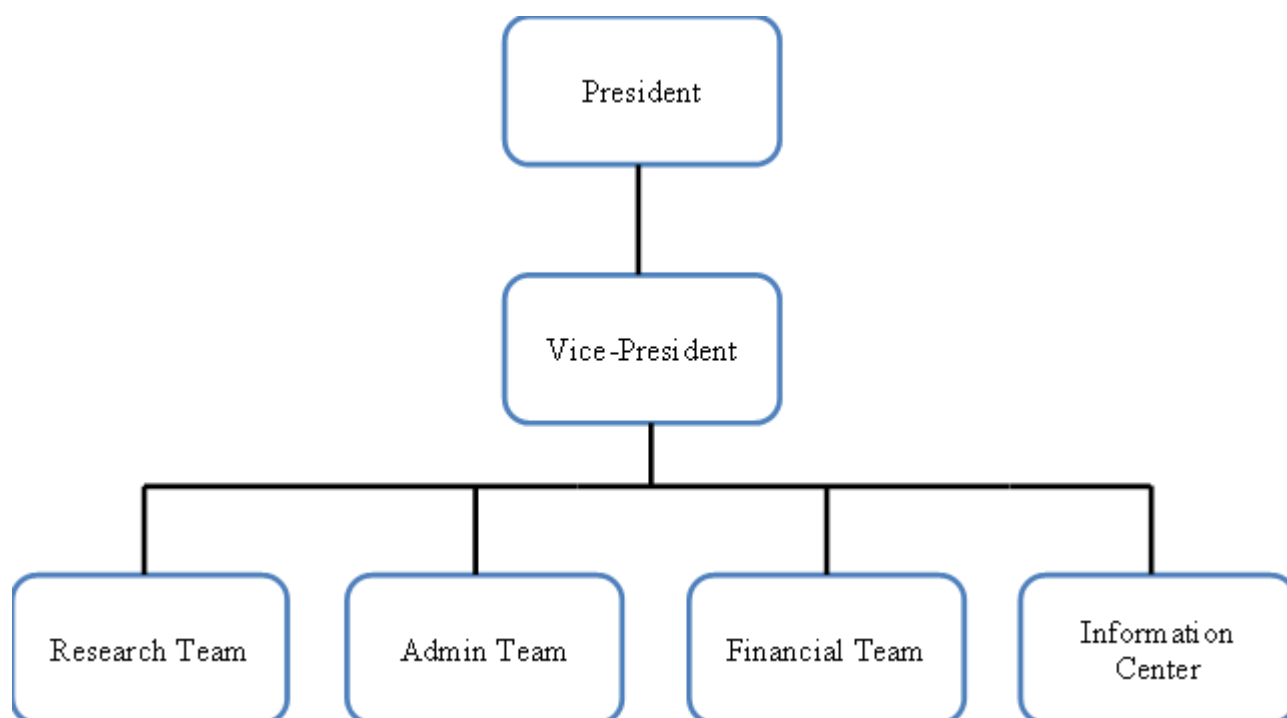 President
Vice-President
Research Team
Admin Team
Financial Team
Information
Center